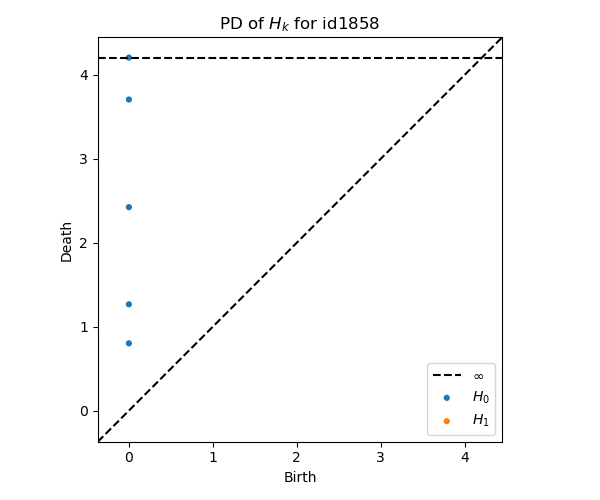 PD of $H_k$ for id1858
Death
4
3
2
1
0
0 1 2 3 4
Birth
∞
$H_0$
$H_1$